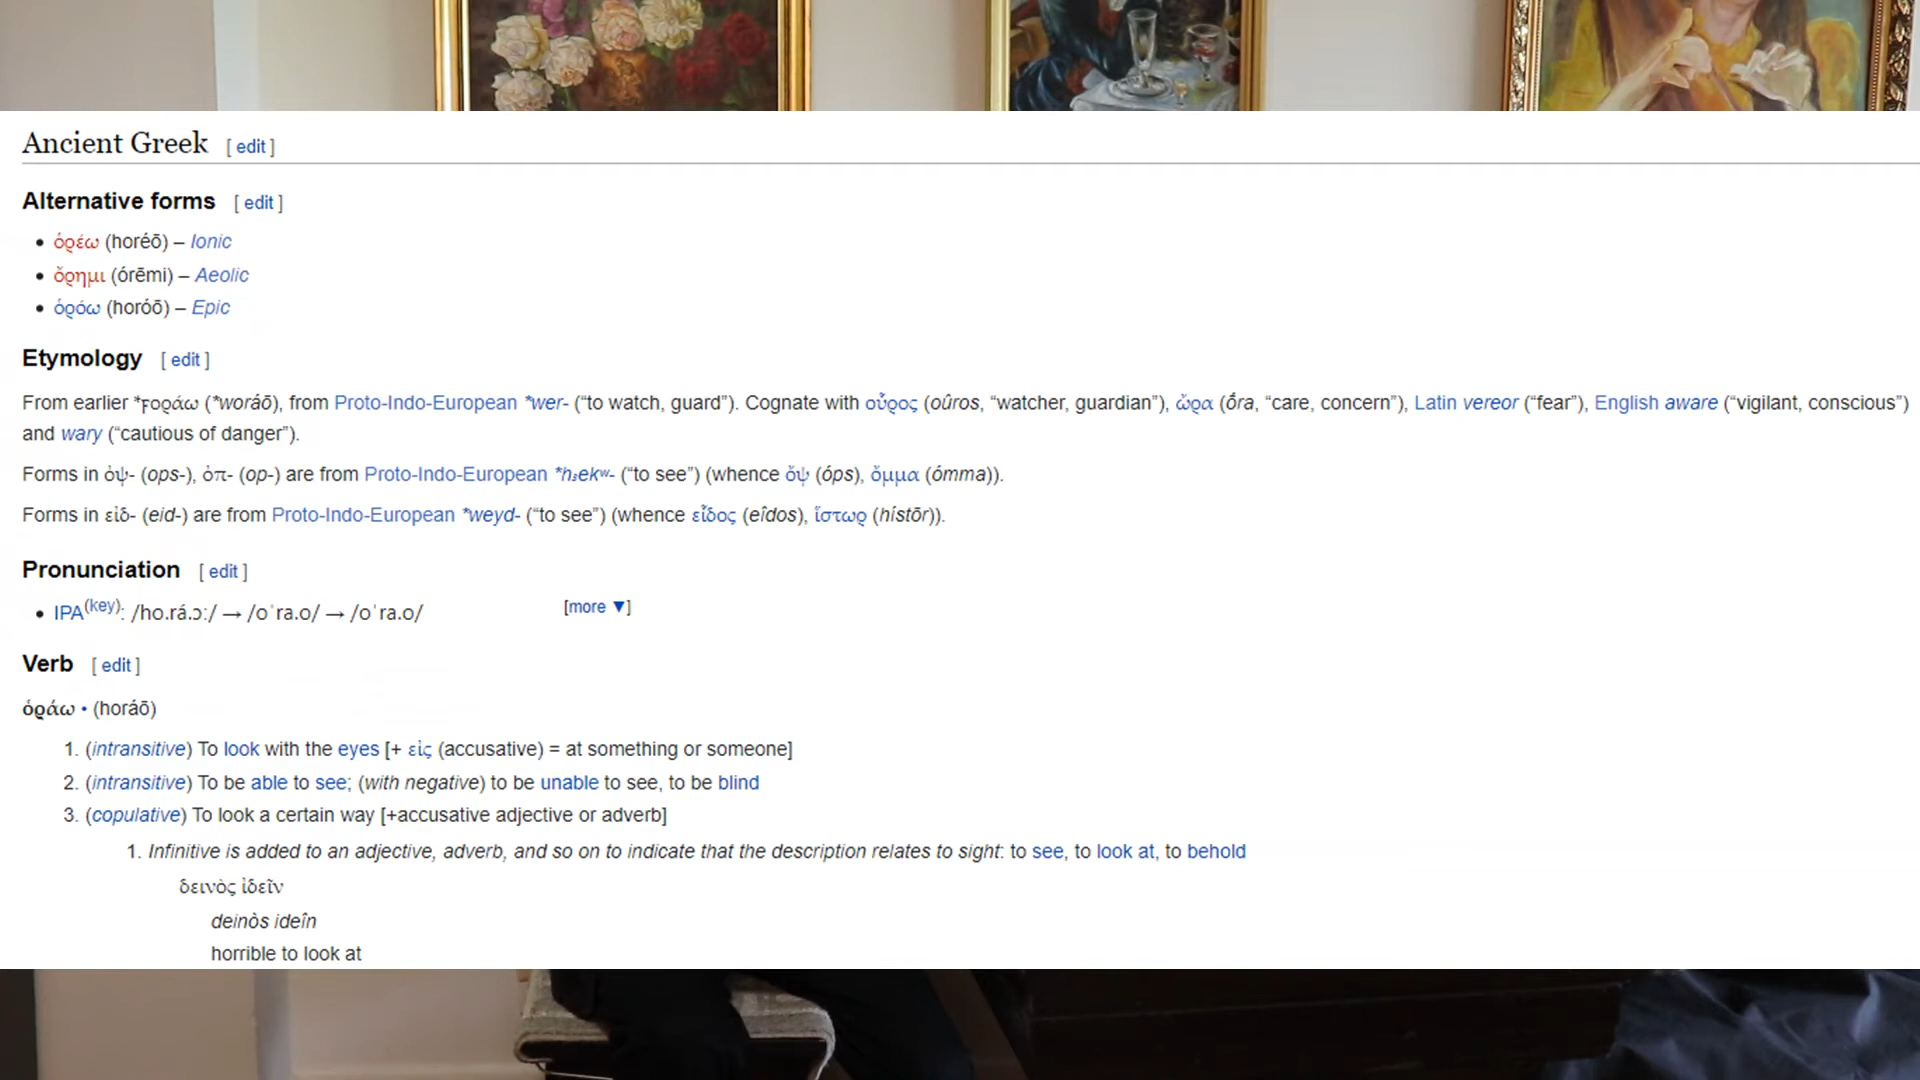 Ancient Greek [ edit ]
Alternative forms [ edit ]
• ὁρέω (horéō) – Ionic
• ὄρημι (órēmi) – Aeolic
• ὁρόω (horóō) – Epic
Etymology [ edit ]
From earlier *ϝοράω (*woráō), from Proto-Indo-European *wer- (“to watch, guard”). Cognate with οὖρος (oûros, “watcher, guardian”), ὤρα (ṓra, “care, concern”), Latin vereor (“fear”), English aware (“vigilant, conscious”)
and wary (“cautious of danger”).
Forms in ὀψ- (ops-), ὀπ- (op-) are from Proto-Indo-European *h₃ekʷ- (“to see”) (whence ὄψ (óps), ὄμμα (ómma)).
Forms in εἰδ- (eid-) are from Proto-Indo-European *weyd- (“to see”) (whence εἶδος (eîdos), ἵστωρ (hístōr)).
Pronunciation [ edit ]
• IPA(key): /ho.rá.ɔː/ → /oˈra.o/ → /oˈra.o/ [more ▼]
Verb [ edit ]
ὁράω • (horáō)
1. (intransitive) To look with the eyes [+ εἰς (accusative) = at something or someone]
2. (intransitive) To be able to see; (with negative) to be unable to see, to be blind
3. (copulative) To look a certain way [+accusative adjective or adverb]
1. Infinitive is added to an adjective, adverb, and so on to indicate that the description relates to sight: to see, to look at, to behold
δεινὸς ἰδεῖν
deinòs ideîn
horrible to look at